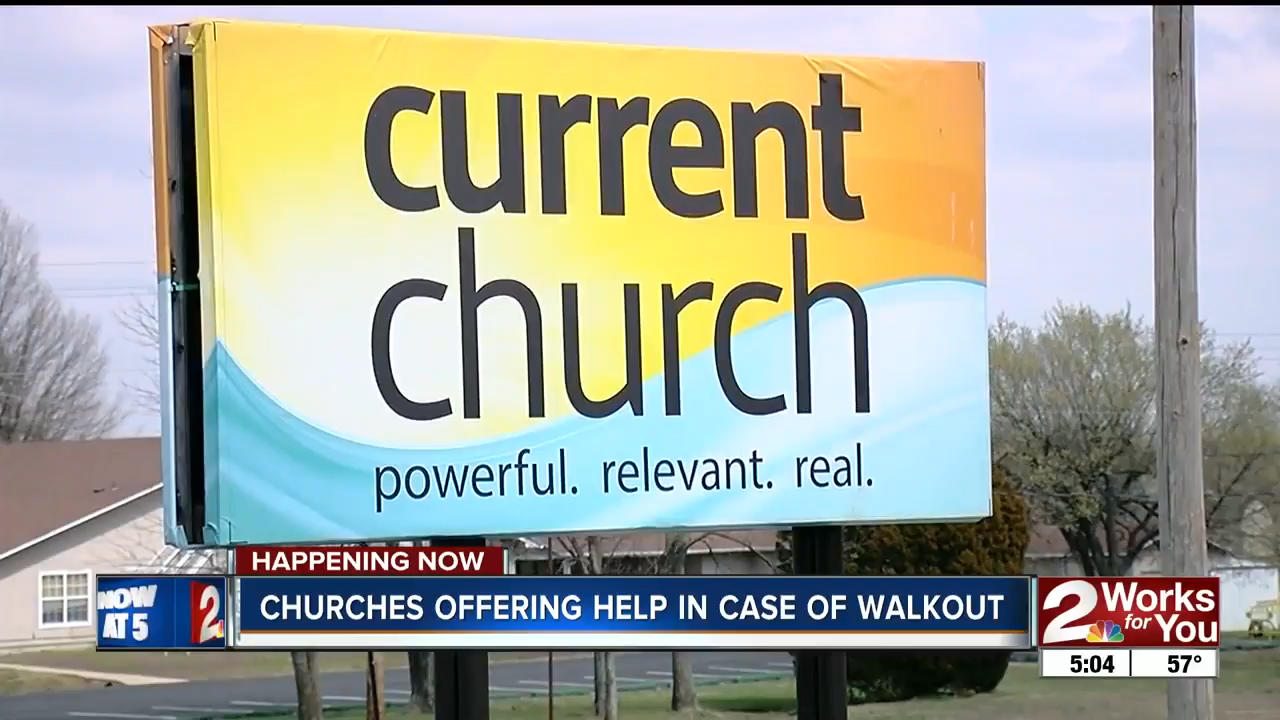 current
church
powerful. relevant. real.
HAPPENING NOW
NOW
AT 5
2
CHURCHES OFFERING HELP IN CASE OF WALKOUT
2 Works
for You
5:04 57°